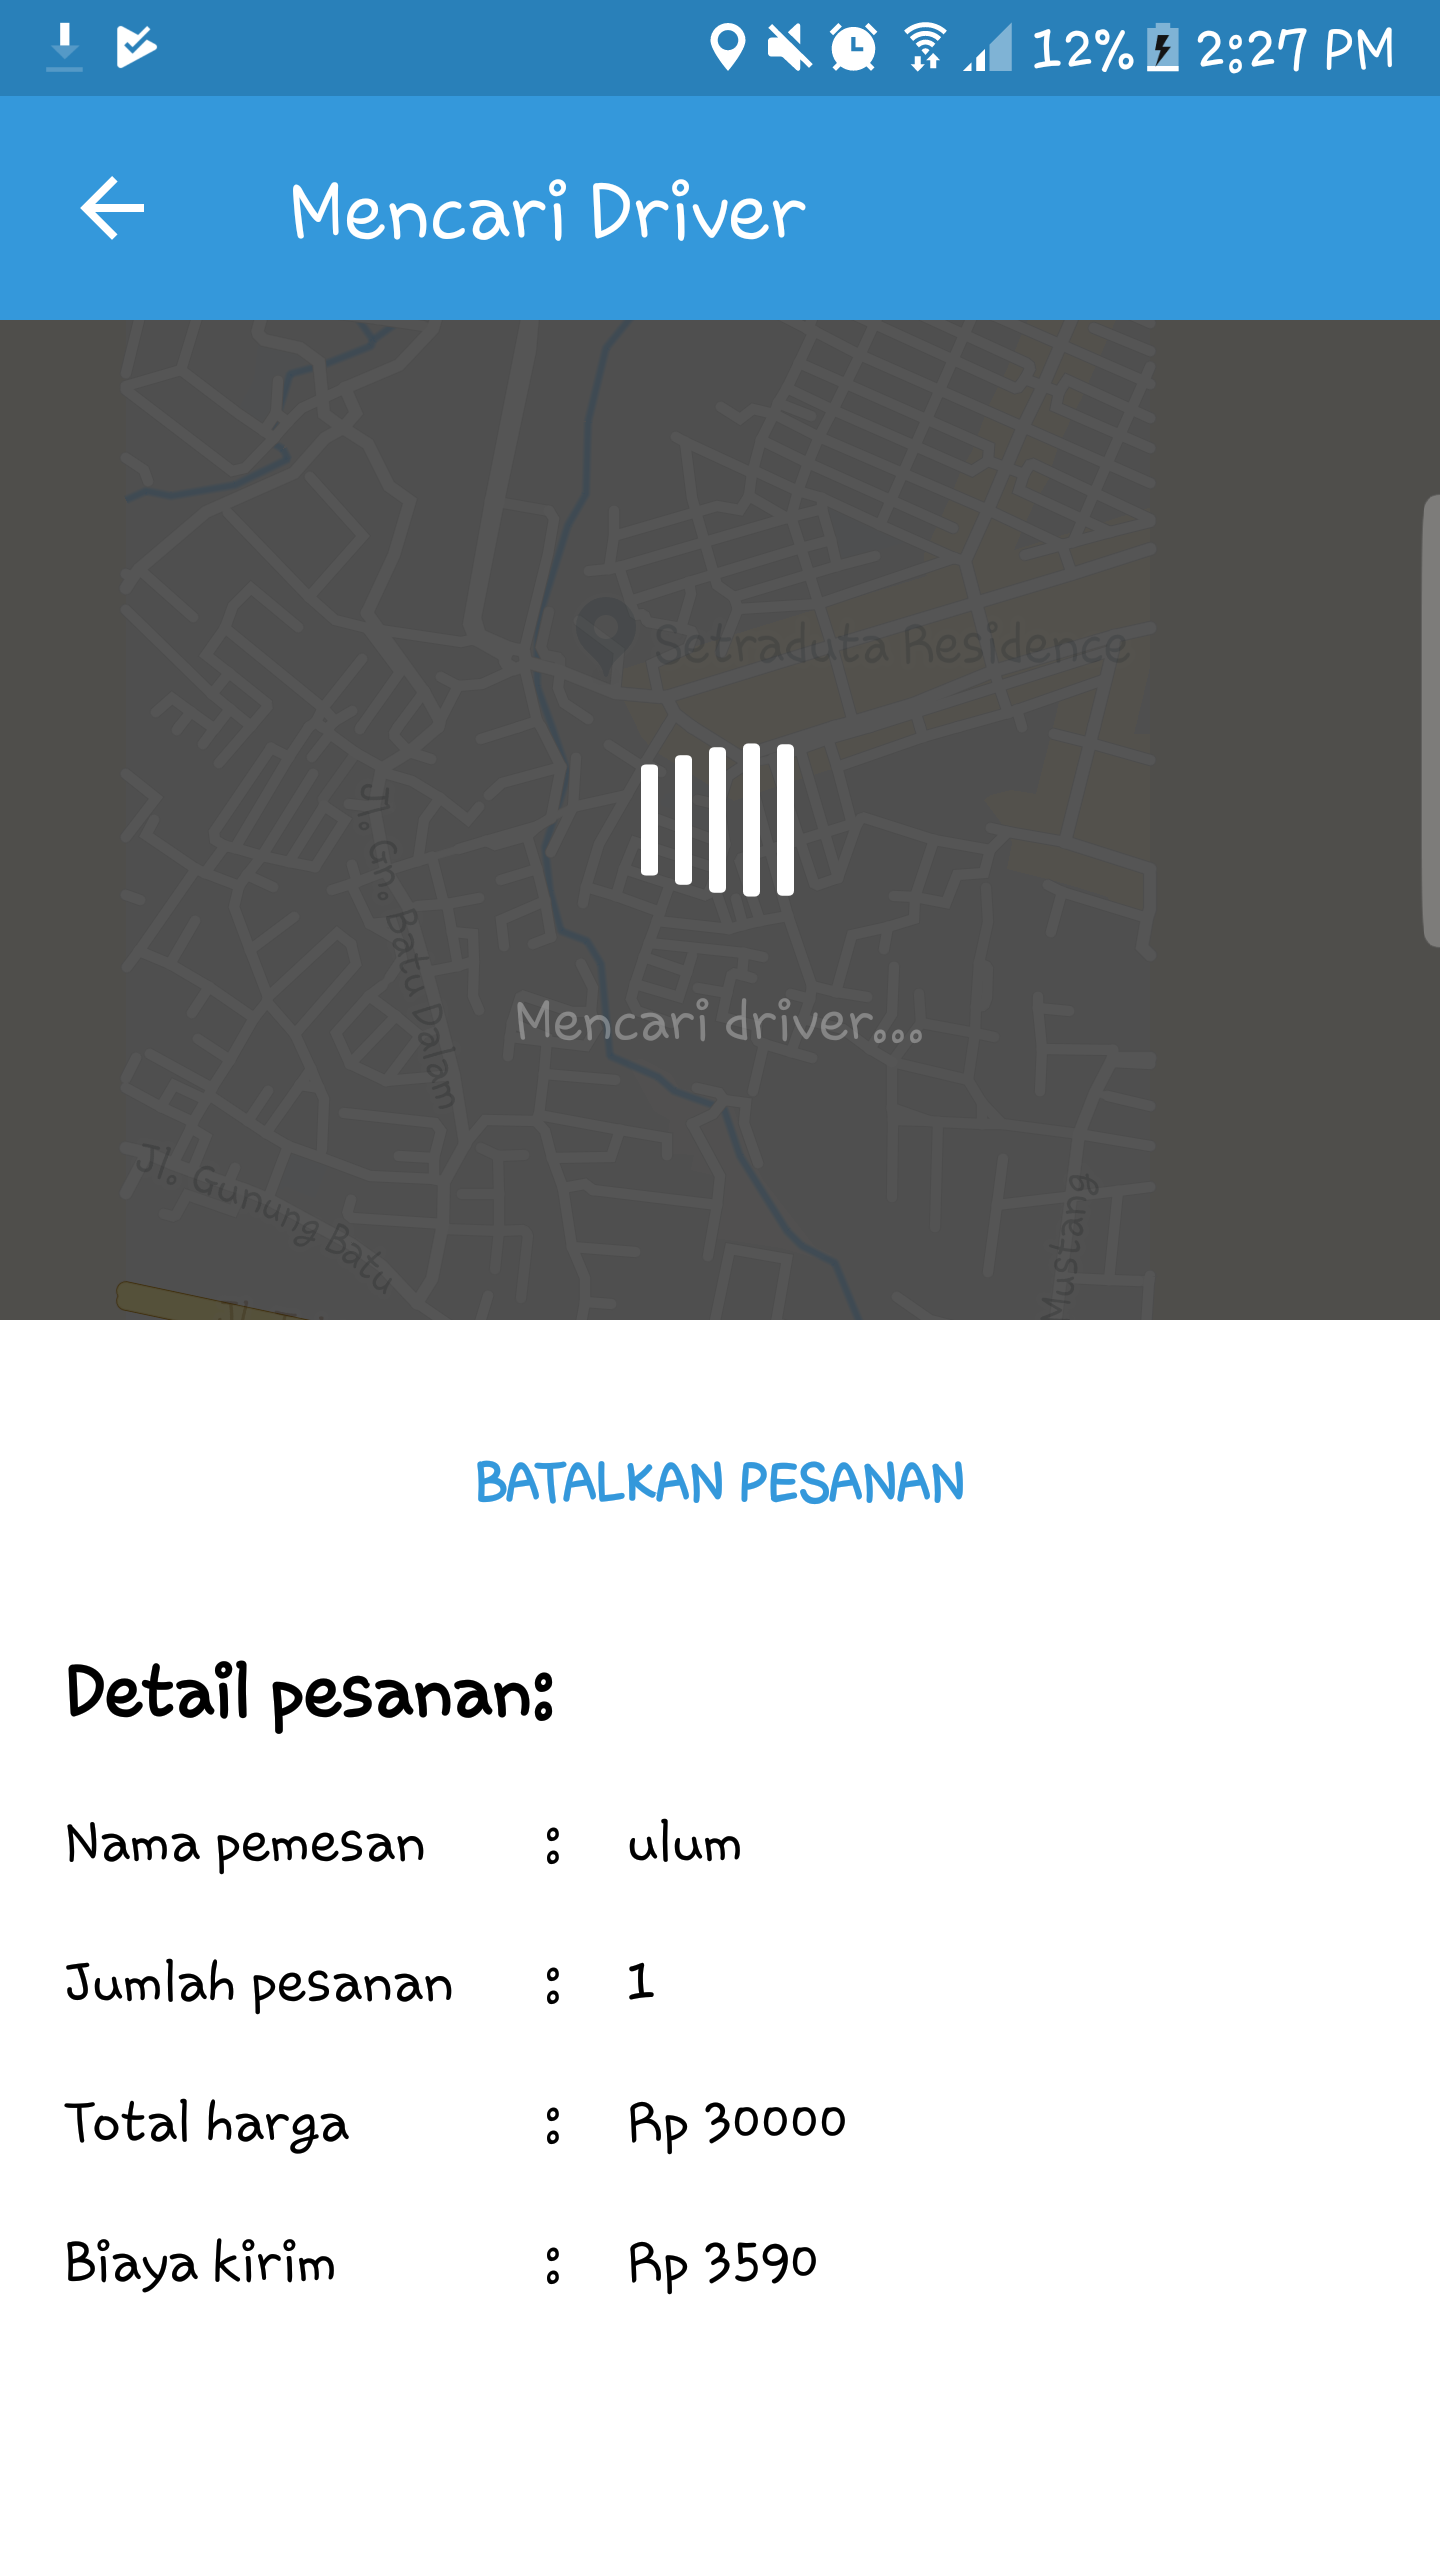 12% 2:27 PM
Mencari Driver
Setraduta Residence
Jl. Gn. Batu Dalam
Mencari driver...
Jl. Gunung Batu
Mustang
BATALKAN PESANAN
Detail pesanan:
Nama pemesan : ulum
Jumlah pesanan : 1
Total harga : Rp 30000
Biaya kirim : Rp 3590